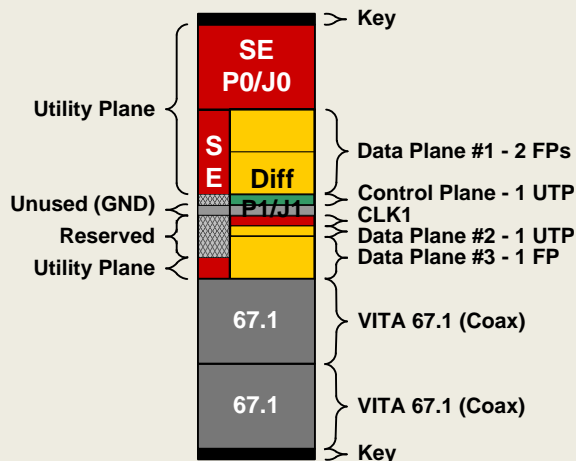 Key
SE
P0/J0
Utility Plane
S
E
Diff
P1/J1
Data Plane #1 - 2 FPs
Control Plane - 1 UTP
Unused (GND)
CLK1
Reserved
Data Plane #2 - 1 UTP
Data Plane #3 - 1 FP
Utility Plane
67.1
VITA 67.1 (Coax)
67.1
VITA 67.1 (Coax)
Key